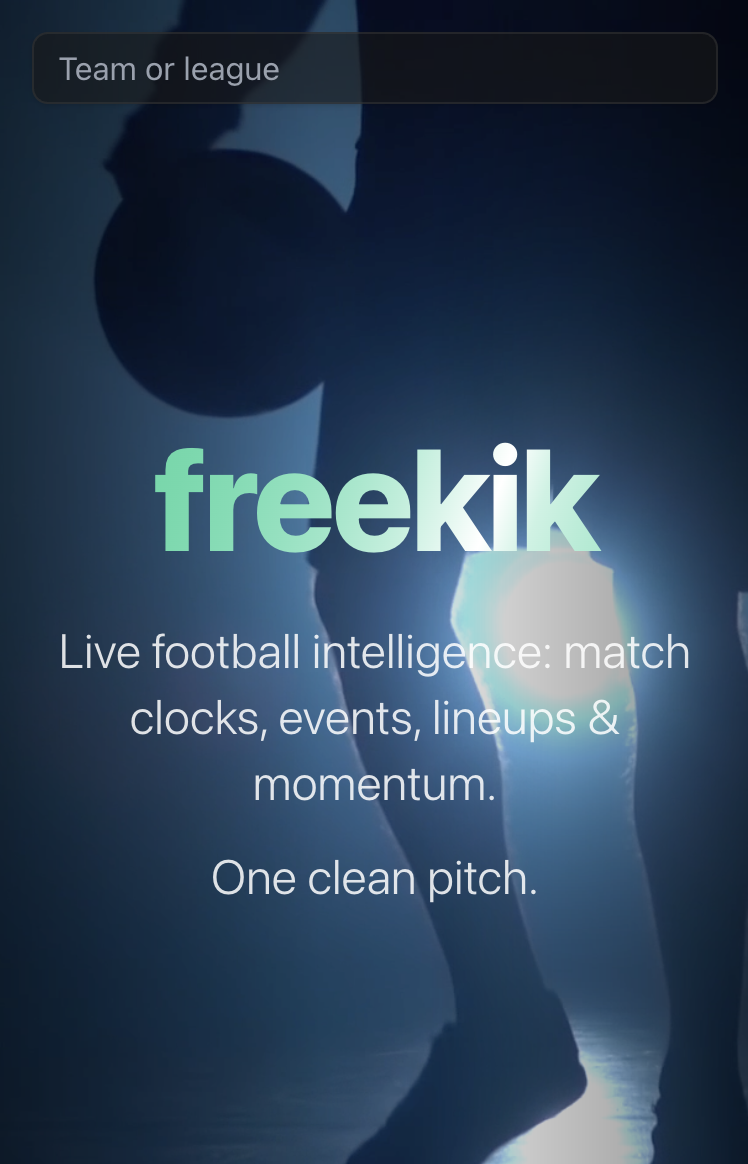 Team or league
freekik
Live football intelligence: match
clocks, events, lineups &
momentum.
One clean pitch.